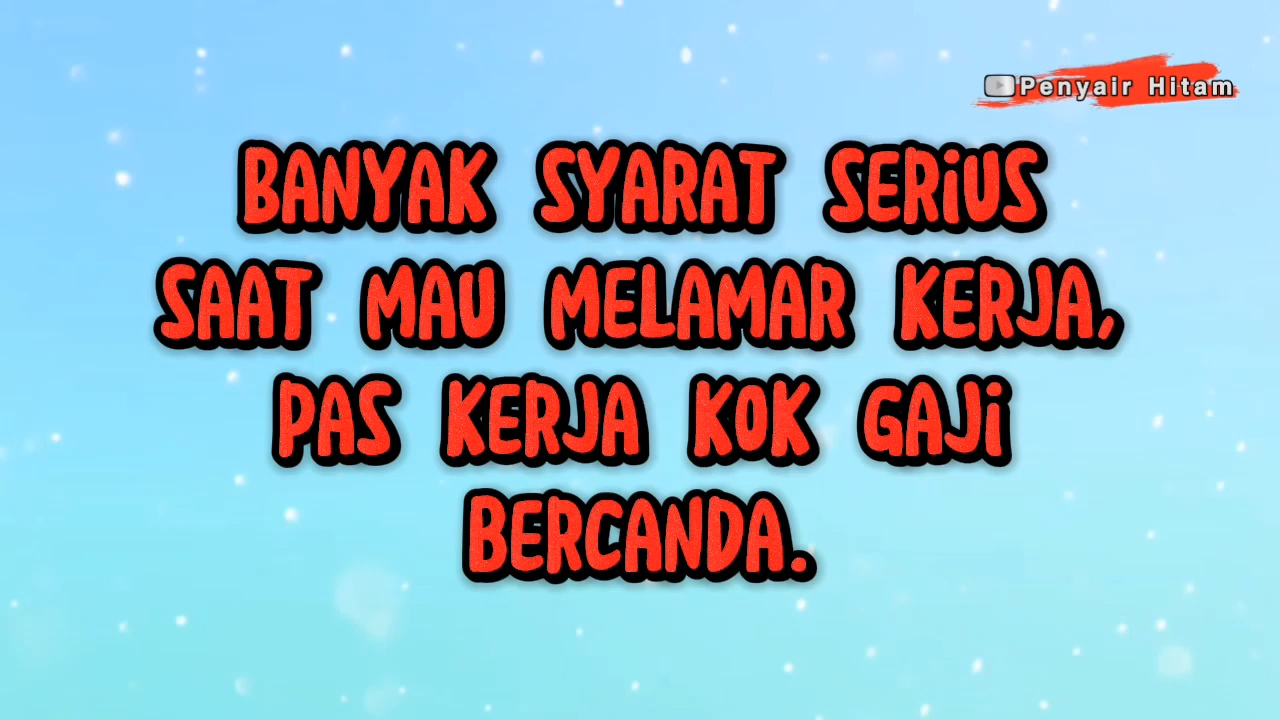 Penyair Hitam
BANYAK SYARAT SERiUS
SAAT MAU MELAMAR KERJA,
PAS KERJA KOK GAJi
BERCANDA.